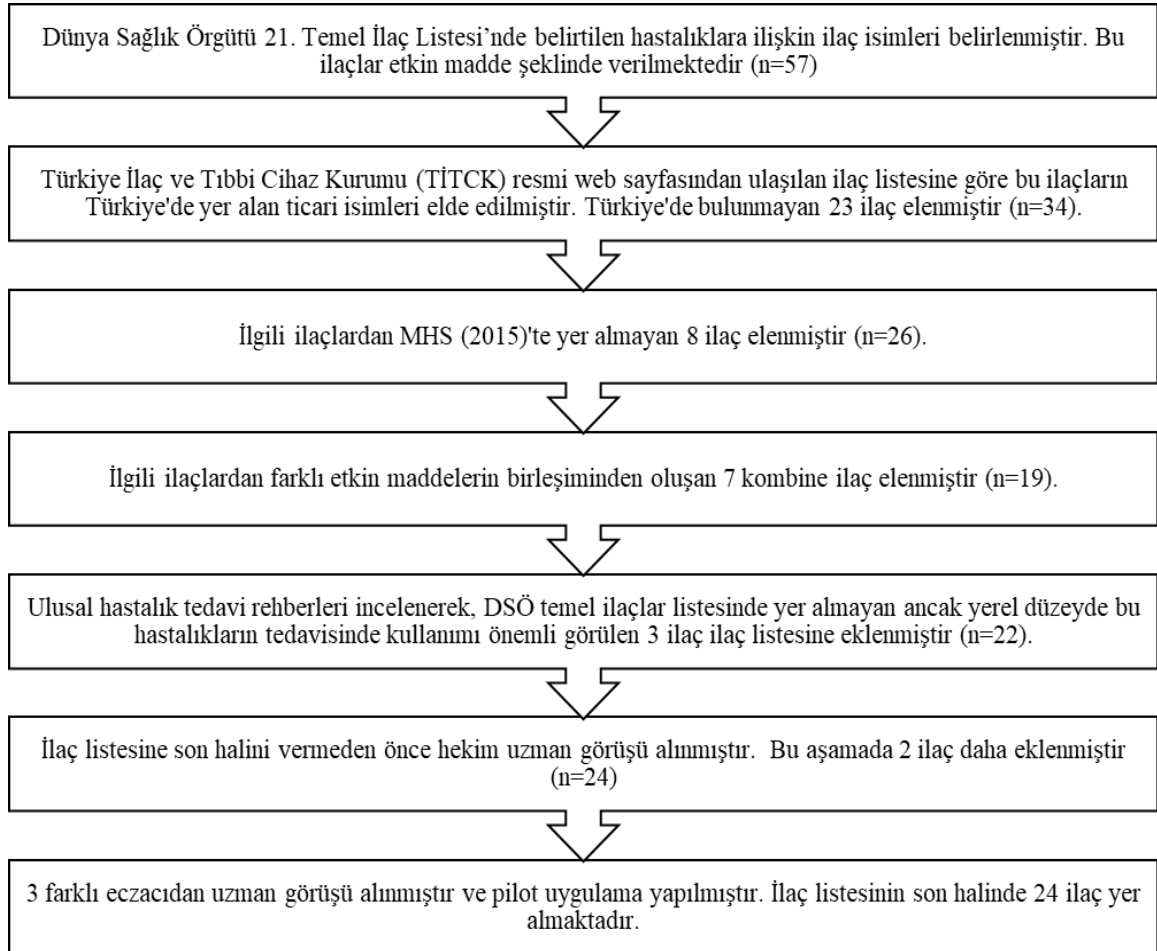 Dünya Sağlık Örgütü 21. Temel İlaç Listesi’nde belirtilen hastalıklara ilişkin ilaç isimleri belirlenmiştir. Bu
ilaçlar etkin madde şeklinde verilmektedir (n=57)
Türkiye İlaç ve Tıbbi Cihaz Kurumu (TİTCK) resmi web sayfasından ulaşılan ilaç listesine göre bu ilaçların
Türkiye'de yer alan ticari isimleri elde edilmiştir. Türkiye'de bulunmayan 23 ilaç elenmiştir (n=34).
İlgili ilaçlardan MHS (2015)'te yer almayan 8 ilaç elenmiştir (n=26).
İlgili ilaçlardan farklı etkin maddelerin birleşiminden oluşan 7 kombine ilaç elenmiştir (n=19).
Ulusal hastalık tedavi rehberleri incelenerek, DSÖ temel ilaçlar listesinde yer almayan ancak yerel düzeyde bu
hastalıkların tedavisinde kullanımı önemli görülen 3 ilaç ilaç listesine eklenmiştir (n=22).
İlaç listesine son halini vermeden önce hekim uzman görüşü alınmıştır.  Bu aşamada 2 ilaç daha eklenmiştir
(n=24)
3 farklı eczacıdan uzman görüşü alınmıştır ve pilot uygulama yapılmıştır. İlaç listesinin son halinde 24 ilaç yer
almaktadır.